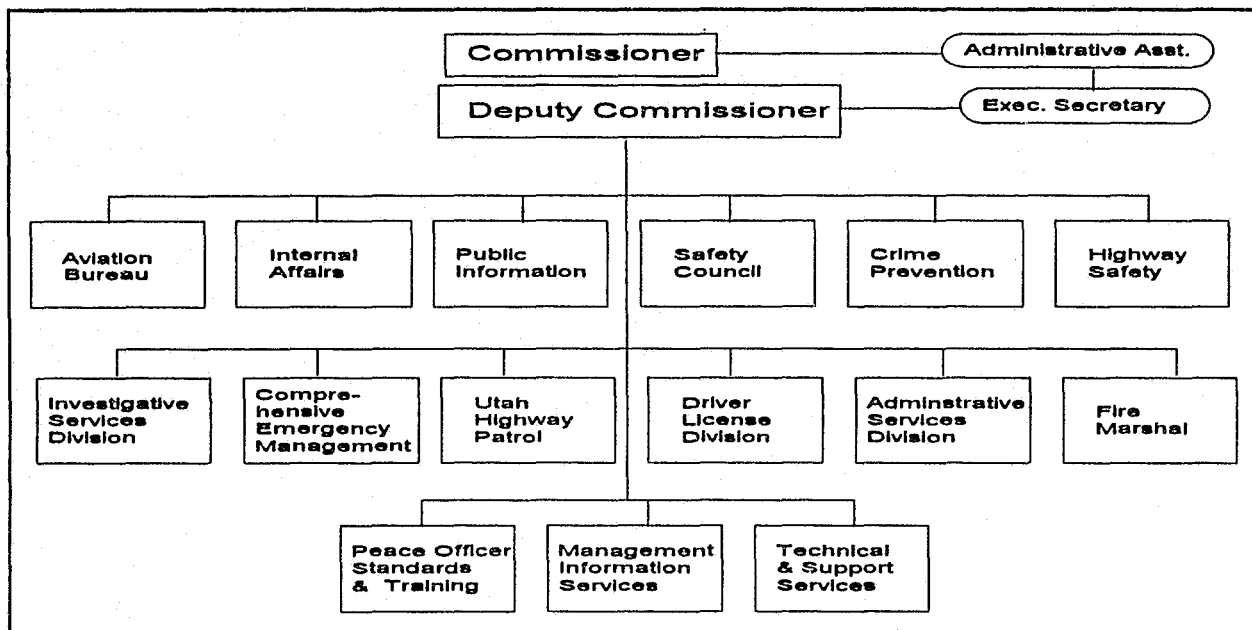 Commissioner
Administrative Asst.
Deputy Commissioner
Exec. Secretary
Aviation
Bureau
Internal
Affairs
Public
Information
Safety
Council
Crime
Prevention
Highway
Safety
Investigative
Services
Division
Compre-
hensive
Emergency
Management
Utah
Highway
Patrol
Driver
License
Division
Adminstrative
Services
Division
Fire
Marshal
Peace Officer
Standards
& Training
Management
Information
Services
Technical
& Support
Services